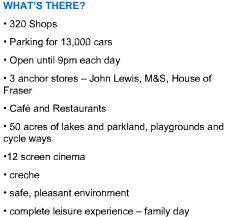 WHAT'S THERE?
• 320 Shops
• Parking for 13,000 cars
• Open until 9pm each day
• 3 anchor stores – John Lewis, M&S, House of
Fraser
• Café and Restaurants
• 50 acres of lakes and parkland, playgrounds and
cycle ways
•12 screen cinema
• creche
• safe, pleasant environment
• complete leisure experience – family day